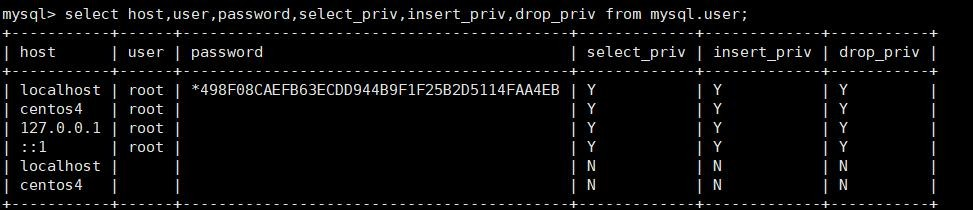 mysql> select host,user,password,select_priv,insert_priv,drop_priv from mysql.user;
+-----------+------+-------------------------------------------+-------------+-------------+-----------+
| host | user | password | select_priv | insert_priv | drop_priv |
+-----------+------+-------------------------------------------+-------------+-------------+-----------+
| localhost | root | *498F08CAEFB63ECDD944B9F1F25B2D5114FAA4EB | Y | Y | Y |
| centos4 | root | | Y | Y | Y |
| 127.0.0.1 | root | | Y | Y | Y |
| ::1 | root | | Y | Y | Y |
| localhost | | | N | N | N |
| centos4 | | | N | N | N |
+-----------+------+-------------------------------------------+-------------+-------------+-----------+